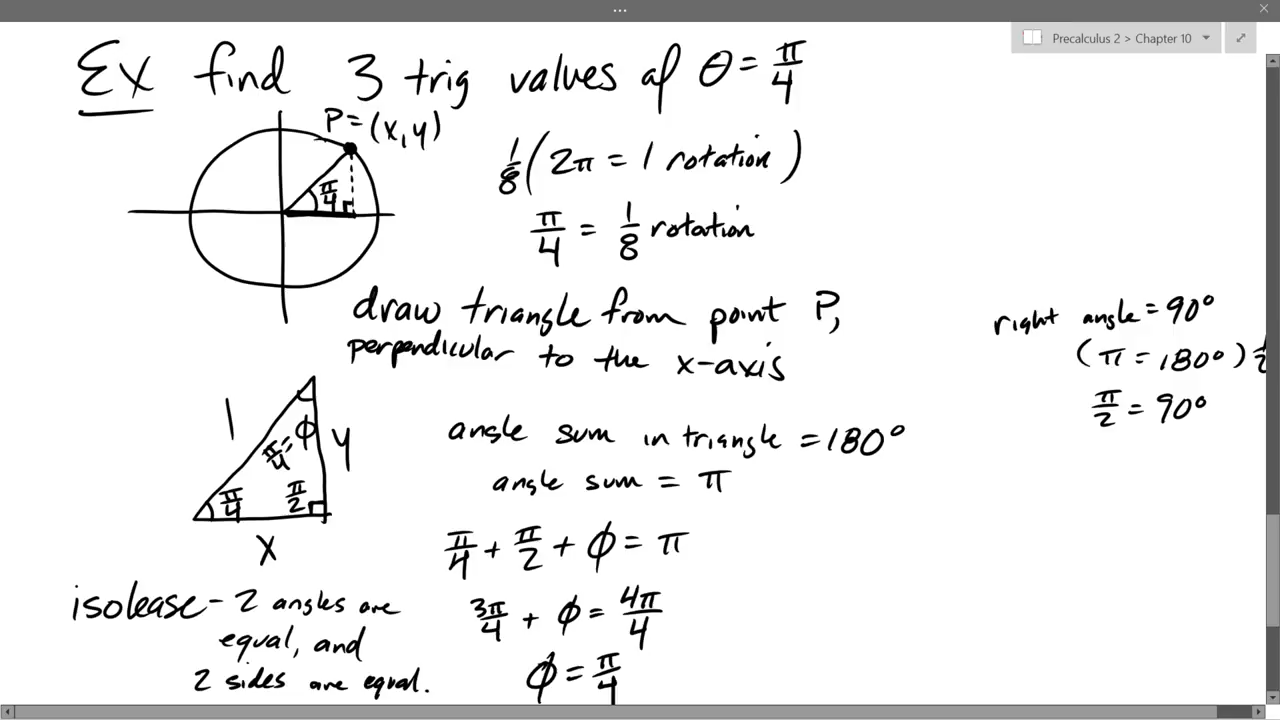 ...
Precalculus 2 > Chapter 10
Ex find 3 trig values of θ = π/4
P = (x, y)
π/4
1/8 (2π = 1 rotation)
π/4 = 1/8 rotation
draw triangle from point P,
perpendicular to the x-axis
right angle = 90°
(π = 180°) 1/2
π/2 = 90°
1
π/4 = φ
y
π/4
π/2
x
angle sum in triangle = 180°
angle sum = π
π/4 + π/2 + φ = π
3π/4 + φ = 4π/4
φ = π/4
isolease - 2 angles are
equal, and
2 sides are equal.